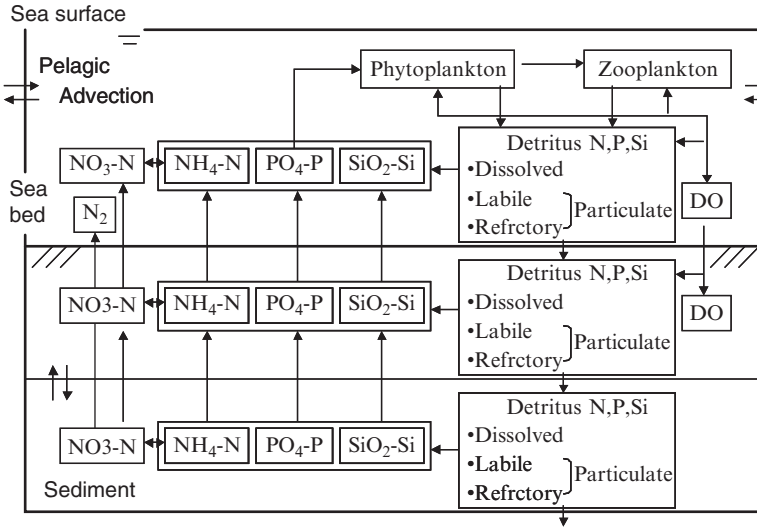 Sea surface
Pelagic
Advection
Phytoplankton
Zooplankton
NO₃-N
NH₄-N
PO₄-P
SiO₂-Si
Detritus N,P,Si
•Dissolved
•Labile
•Refrctory
Particulate
DO
Sea
bed
N₂
NO3-N
NH₄-N
PO₄-P
SiO₂-Si
Detritus N,P,Si
•Dissolved
•Labile
•Refrctory
Particulate
DO
NO3-N
NH₄-N
PO₄-P
SiO₂-Si
Detritus N,P,Si
•Dissolved
•Labile
•Refrctory
Particulate
Sediment